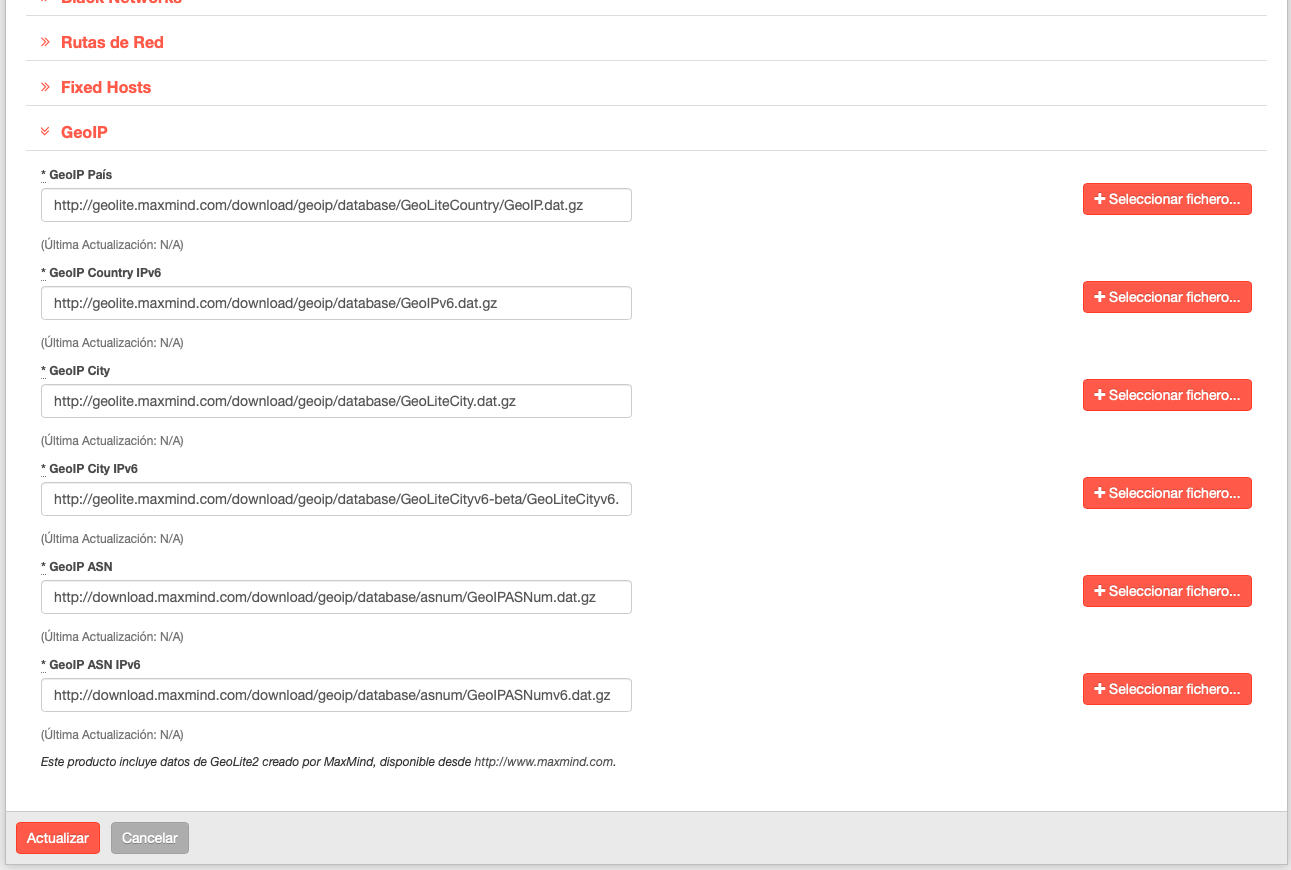 Black Networks
Rutas de Red
Fixed Hosts
GeoIP
* GeoIP País
http://geolite.maxmind.com/download/geoip/database/GeoLiteCountry/GeoIP.dat.gz
+ Seleccionar fichero...
(Última Actualización: N/A)
* GeoIP Country IPv6
http://geolite.maxmind.com/download/geoip/database/GeoIPv6.dat.gz
+ Seleccionar fichero...
(Última Actualización: N/A)
* GeoIP City
http://geolite.maxmind.com/download/geoip/database/GeoLiteCity.dat.gz
+ Seleccionar fichero...
(Última Actualización: N/A)
* GeoIP City IPv6
http://geolite.maxmind.com/download/geoip/database/GeoLiteCityv6-beta/GeoLiteCityv6.
+ Seleccionar fichero...
(Última Actualización: N/A)
* GeoIP ASN
http://download.maxmind.com/download/geoip/database/asnum/GeoIPASNum.dat.gz
+ Seleccionar fichero...
(Última Actualización: N/A)
* GeoIP ASN IPv6
http://download.maxmind.com/download/geoip/database/asnum/GeoIPASNumv6.dat.gz
+ Seleccionar fichero...
(Última Actualización: N/A)
Este producto incluye datos de GeoLite2 creado por MaxMind, disponible desde http://www.maxmind.com.
Actualizar Cancelar